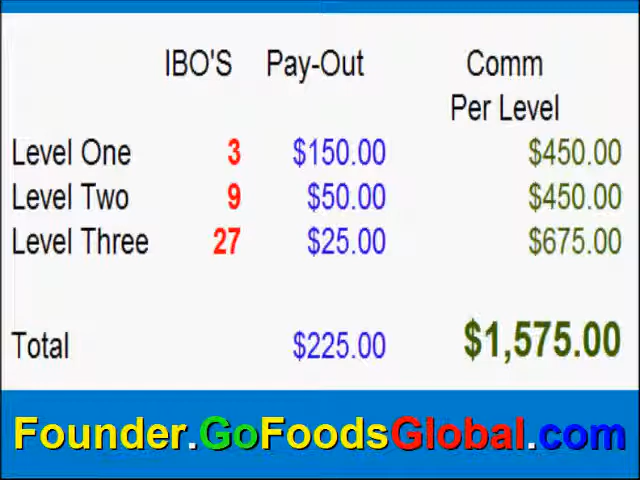 IBO'S Pay-Out Comm
Per Level
Level One 3 $150.00 $450.00
Level Two 9 $50.00 $450.00
Level Three 27 $25.00 $675.00
Total $225.00 $1,575.00
Founder.GoFoodsGlobal.com